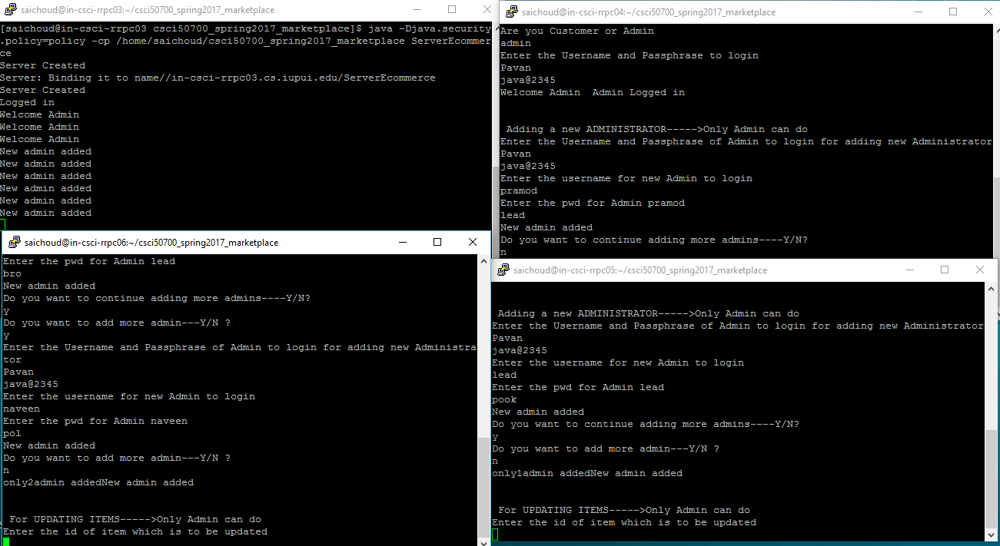 saichoud@in-csci-rrpc03:~/csci50700_spring2017_marketplace
[saichoud@in-csci-rrpc03 csci50700_spring2017_marketplace]$ java -Djava.security
.policy=policy -cp /home/saichoud/csci50700_spring2017_marketplace ServerEcommer
ce
Server Created
Server: Binding it to name//in-csci-rrpc03.cs.iupui.edu/ServerEcommerce
Server Created
Logged in
Welcome Admin
Welcome Admin
Welcome Admin
New admin added
New admin added
New admin added
New admin added
New admin added
New admin added
saichoud@in-csci-rrpc04:~/csci50700_spring2017_marketplace
Are you Customer or Admin
admin
Enter the Username and Passphrase to login
Pavan
java@2345
Welcome Admin  Admin Logged in
Adding a new ADMINISTRATOR----->Only Admin can do
Enter the Username and Passphrase of Admin to login for adding new Administrator
Pavan
java@2345
Enter the username for new Admin to login
pramod
Enter the pwd for Admin pramod
lead
New admin added
Do you want to continue adding more admins----Y/N?
n
saichoud@in-csci-rrpc06:~/csci50700_spring2017_marketplace
Enter the pwd for Admin lead
bro
New admin added
Do you want to continue adding more admins----Y/N?
y
Do you want to add more admin---Y/N ?
y
Enter the Username and Passphrase of Admin to login for adding new Administra
tor
Pavan
java@2345
Enter the username for new Admin to login
naveen
Enter the pwd for Admin naveen
pol
New admin added
Do you want to add more admin---Y/N ?
n
only2admin addedNew admin added
For UPDATING ITEMS----->Only Admin can do
Enter the id of item which is to be updated
saichoud@in-csci-rrpc05:~/csci50700_spring2017_marketplace
Adding a new ADMINISTRATOR----->Only Admin can do
Enter the Username and Passphrase of Admin to login for adding new Administrator
Pavan
java@2345
Enter the username for new Admin to login
lead
Enter the pwd for Admin lead
pook
New admin added
Do you want to continue adding more admins----Y/N?
y
Do you want to add more admin---Y/N ?
n
only1admin addedNew admin added
For UPDATING ITEMS----->Only Admin can do
Enter the id of item which is to be updated